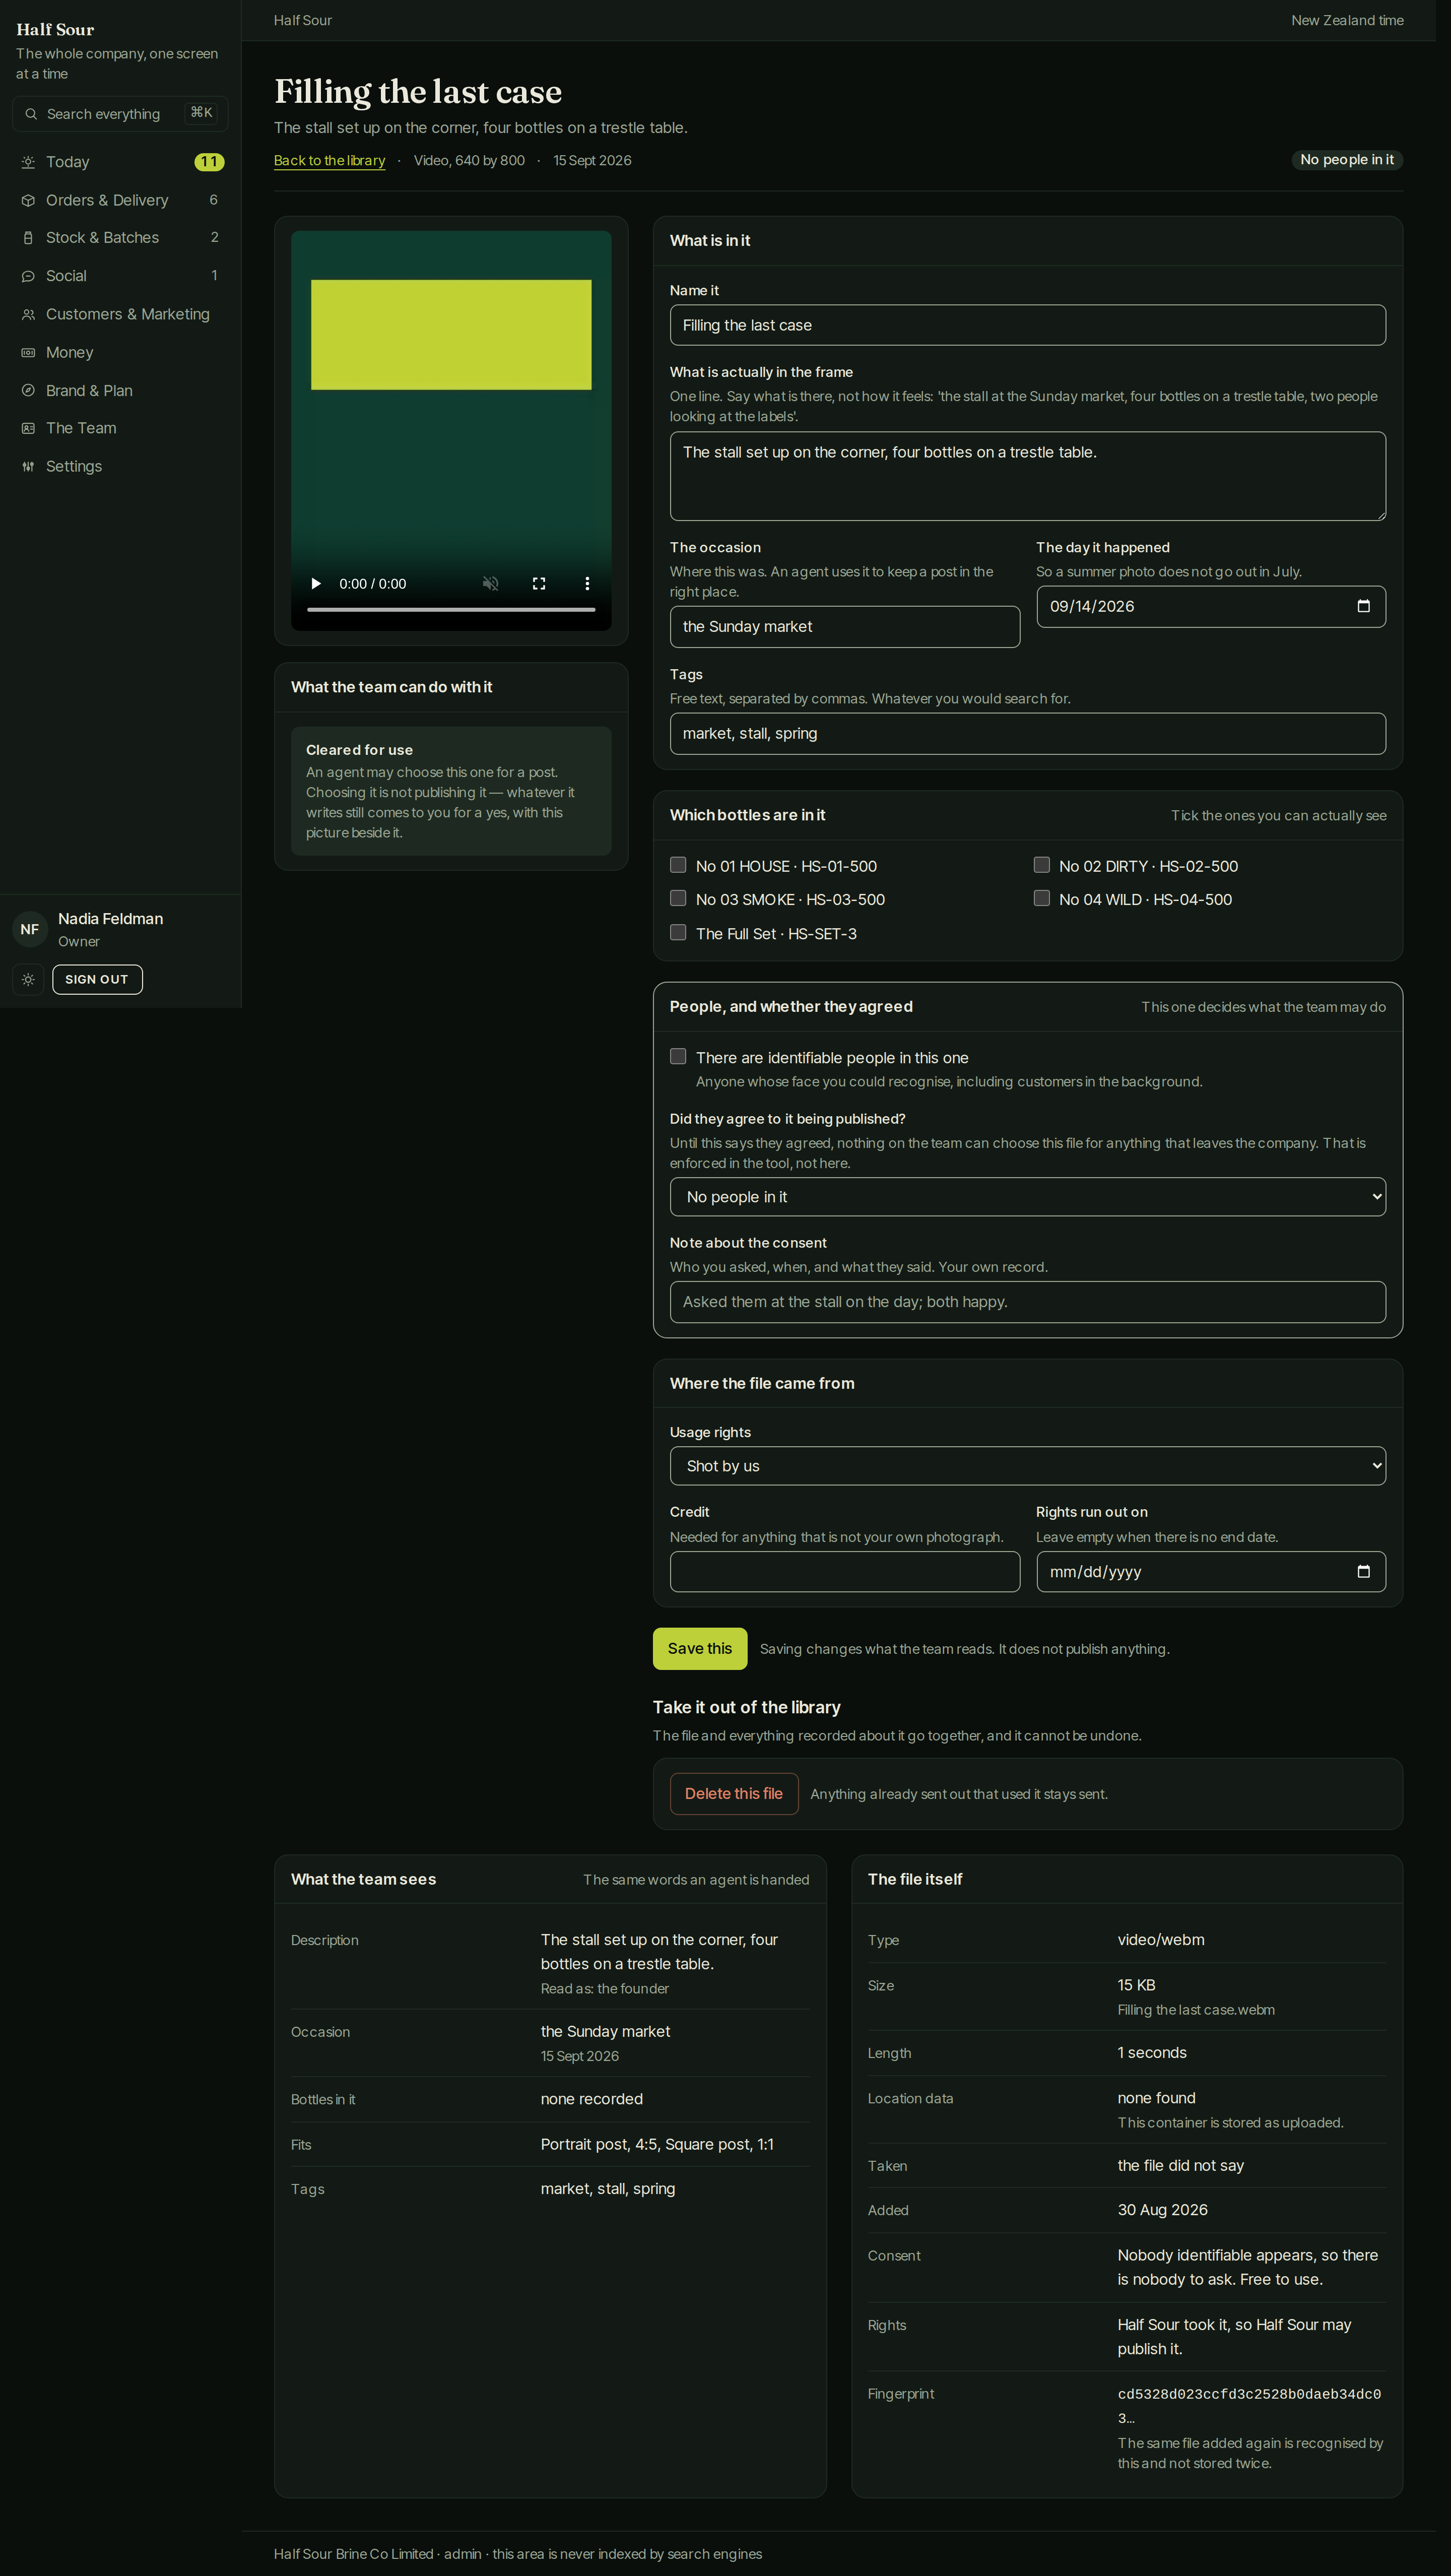 Half Sour
The whole company, one screen
at a time
Search everything ⌘K
Today 11
Orders & Delivery 6
Stock & Batches 2
Social 1
Customers & Marketing
Money
Brand & Plan
The Team
Settings
NF
Nadia Feldman
Owner
SIGN OUT
Half Sour
New Zealand time
Filling the last case
The stall set up on the corner, four bottles on a trestle table.
Back to the library · Video, 640 by 800 · 15 Sept 2026
No people in it
0:00 / 0:00
What the team can do with it
Cleared for use
An agent may choose this one for a post.
Choosing it is not publishing it — whatever it
writes still comes to you for a yes, with this
picture beside it.
What is in it
Name it
Filling the last case
What is actually in the frame
One line. Say what is there, not how it feels: 'the stall at the Sunday market, four bottles on a trestle table, two people
looking at the labels'.
The stall set up on the corner, four bottles on a trestle table.
The occasion
Where this was. An agent uses it to keep a post in the
right place.
the Sunday market
The day it happened
So a summer photo does not go out in July.
09/14/2026
Tags
Free text, separated by commas. Whatever you would search for.
market, stall, spring
Which bottles are in it
Tick the ones you can actually see
No 01 HOUSE · HS-01-500
No 02 DIRTY · HS-02-500
No 03 SMOKE · HS-03-500
No 04 WILD · HS-04-500
The Full Set · HS-SET-3
People, and whether they agreed
This one decides what the team may do
There are identifiable people in this one
Anyone whose face you could recognise, including customers in the background.
Did they agree to it being published?
Until this says they agreed, nothing on the team can choose this file for anything that leaves the company. That is
enforced in the tool, not here.
No people in it
Note about the consent
Who you asked, when, and what they said. Your own record.
Asked them at the stall on the day; both happy.
Where the file came from
Usage rights
Shot by us
Credit
Needed for anything that is not your own photograph.
Rights run out on
Leave empty when there is no end date.
mm/dd/yyyy
Save this
Saving changes what the team reads. It does not publish anything.
Take it out of the library
The file and everything recorded about it go together, and it cannot be undone.
Delete this file
Anything already sent out that used it stays sent.
What the team sees
The same words an agent is handed
Description
The stall set up on the corner, four
bottles on a trestle table.
Read as: the founder
Occasion
the Sunday market
15 Sept 2026
Bottles in it
none recorded
Fits
Portrait post, 4:5, Square post, 1:1
Tags
market, stall, spring
The file itself
Type
video/webm
Size
15 KB
Filling the last case.webm
Length
1 seconds
Location data
none found
This container is stored as uploaded.
Taken
the file did not say
Added
30 Aug 2026
Consent
Nobody identifiable appears, so there
is nobody to ask. Free to use.
Rights
Half Sour took it, so Half Sour may
publish it.
Fingerprint
cd5328d023ccfd3c2528b0daeb34dc0
3…
The same file added again is recognised by
this and not stored twice.
Half Sour Brine Co Limited · admin · this area is never indexed by search engines